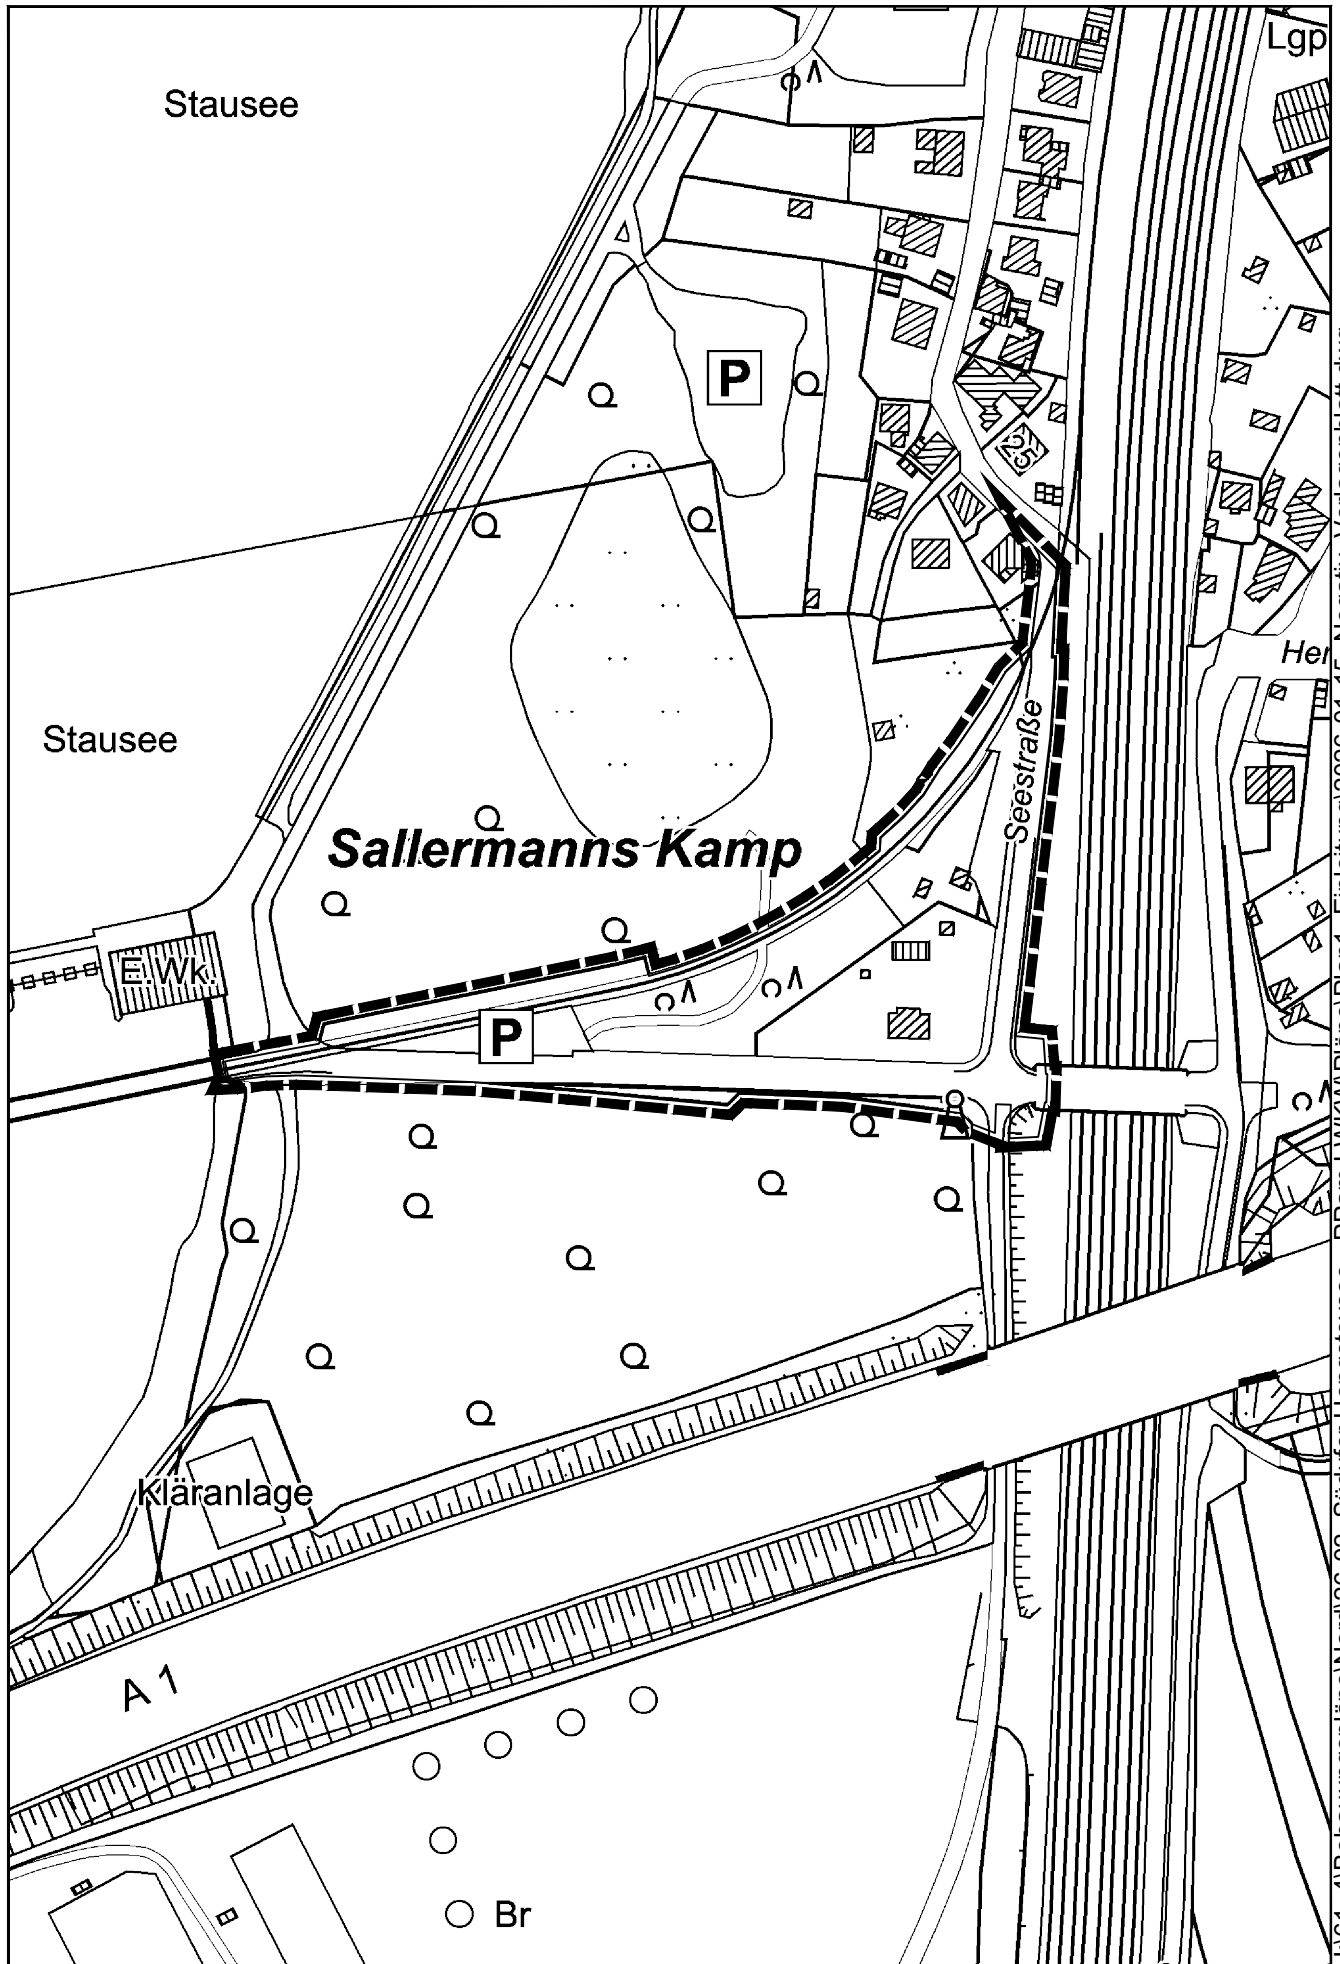 Lgp
Stausee
P
25
Her
Stausee
Seestraße
Sallermanns Kamp
E.Wk.
P
Kläranlage
A 1
Br